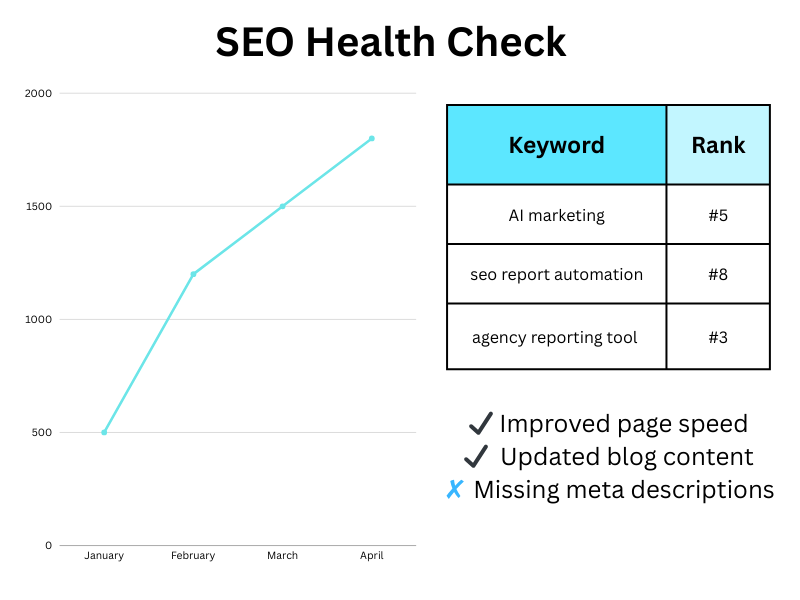 SEO Health Check
2000
1500
1000
500
0
January February March April
Keyword Rank
AI marketing #5
seo report automation #8
agency reporting tool #3
✓ Improved page speed
✓ Updated blog content
✗ Missing meta descriptions